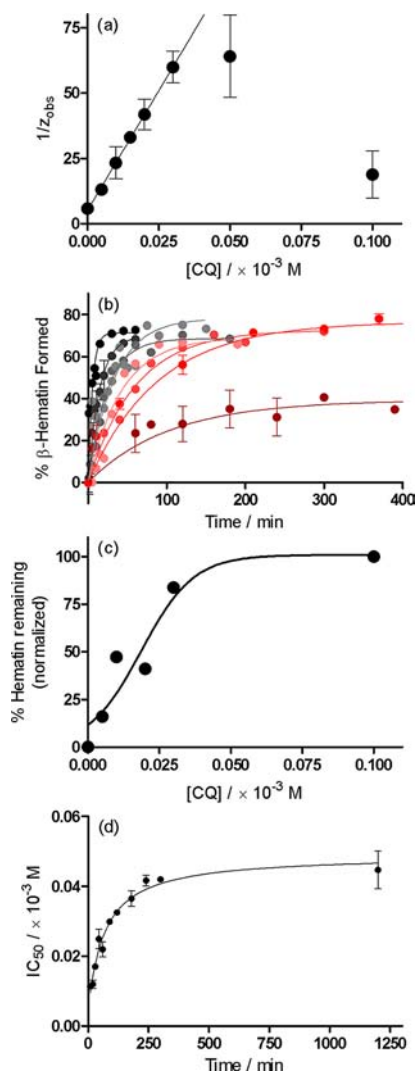 (a)
75
50
25
0
1/zobs
0.000 0.025 0.050 0.075 0.100
[CQ] / × 10⁻³ M
(b)
80
60
40
20
0
% β-Hematin Formed
0 100 200 300 400
Time / min
(c)
100
75
50
25
0
% Hematin remaining
(normalized)
0.000 0.025 0.050 0.075 0.100
[CQ] / × 10⁻³ M
(d)
0.06
0.04
0.02
0.00
IC₅₀ / × 10⁻³ M
0 250 500 750 1000 1250
Time / min